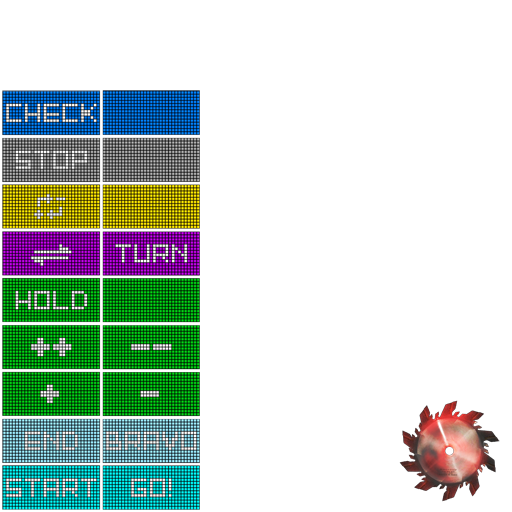 CHECK
STOP
TURN
HOLD
++ --
+ -
END BRAVO
START GO!